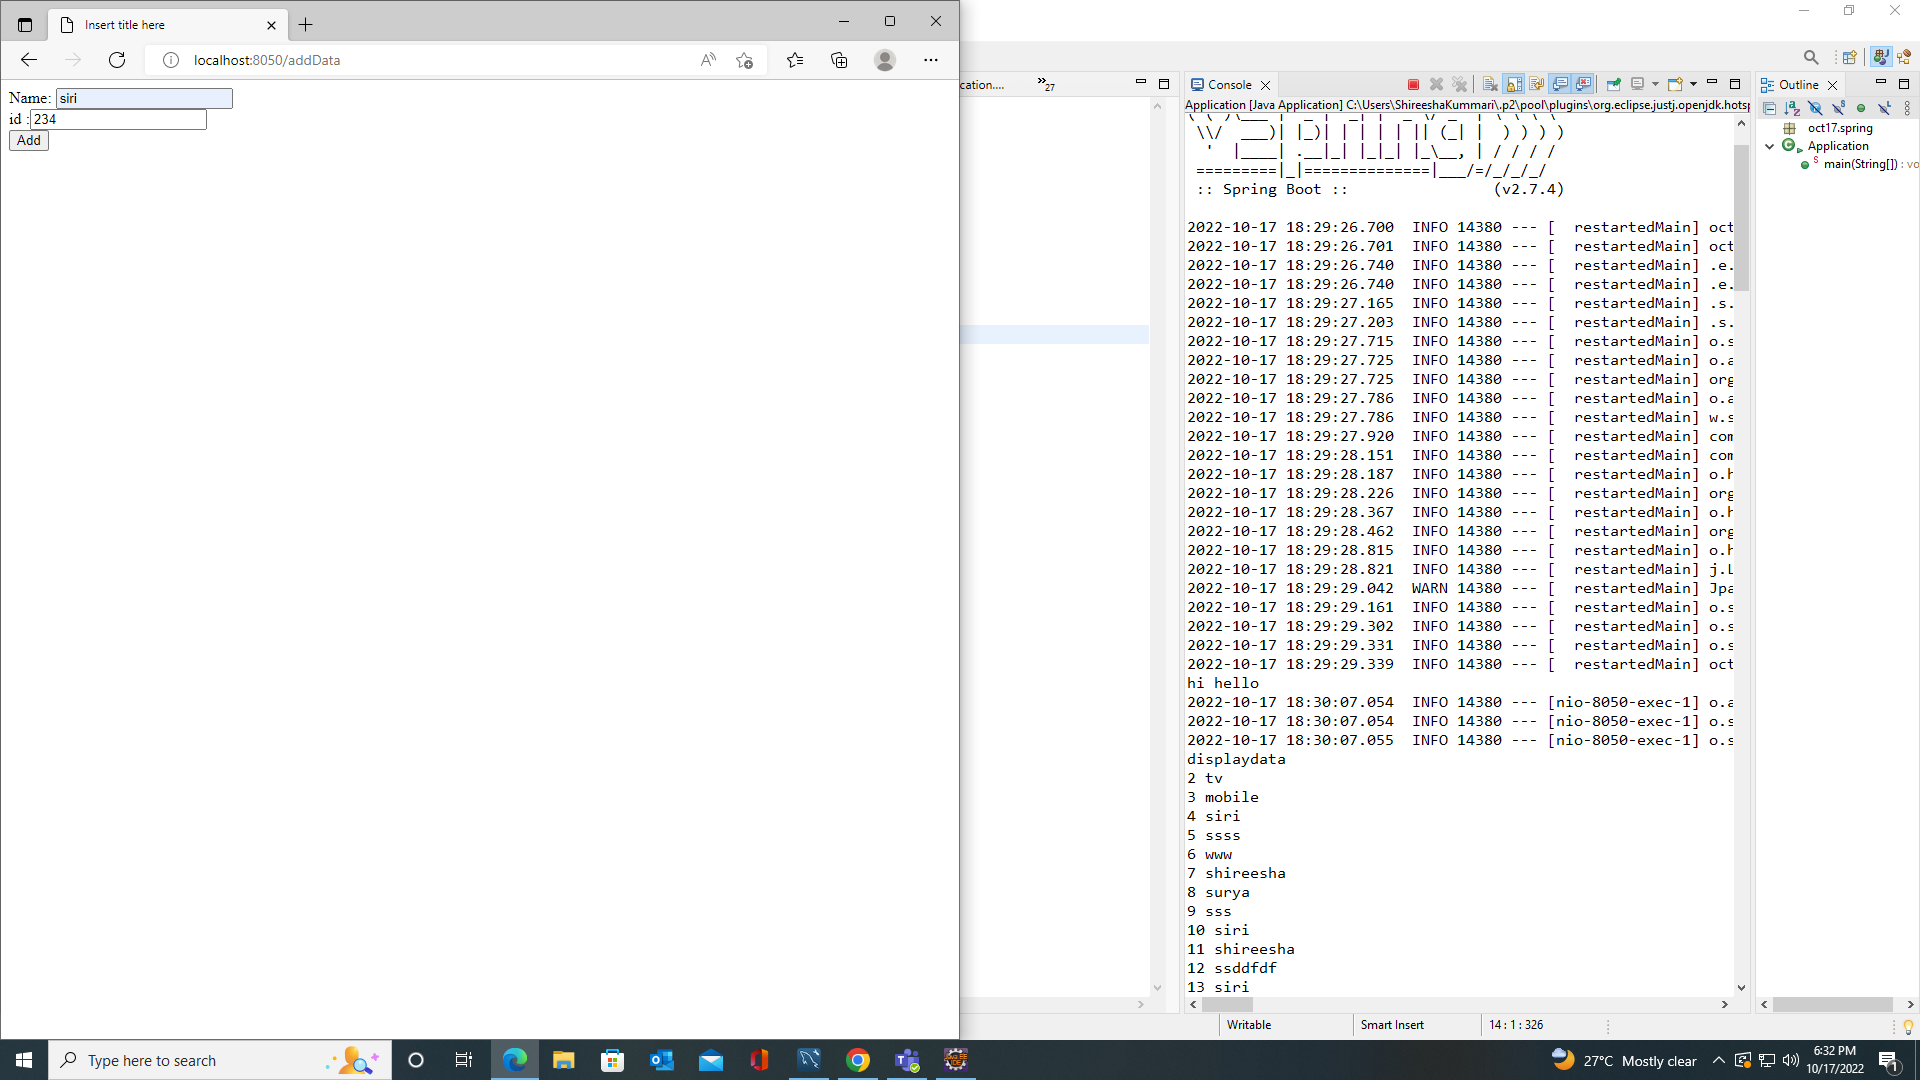 Insert title here
localhost:8050/addData
Name: siri
id :234
Add
cation....
»27
Console
Application [Java Application] C:\Users\ShireeshaKummari\.p2\pool\plugins\org.eclipse.justj.openjdk.hotsp
=========|_|==============|___/=/_/_/_/
:: Spring Boot ::                (v2.7.4)
2022-10-17 18:29:26.700  INFO 14380 --- [  restartedMain] oct
2022-10-17 18:29:26.701  INFO 14380 --- [  restartedMain] oct
2022-10-17 18:29:26.740  INFO 14380 --- [  restartedMain] .e.
2022-10-17 18:29:26.740  INFO 14380 --- [  restartedMain] .e.
2022-10-17 18:29:27.165  INFO 14380 --- [  restartedMain] .s.
2022-10-17 18:29:27.203  INFO 14380 --- [  restartedMain] .s.
2022-10-17 18:29:27.715  INFO 14380 --- [  restartedMain] o.s
2022-10-17 18:29:27.725  INFO 14380 --- [  restartedMain] o.a
2022-10-17 18:29:27.725  INFO 14380 --- [  restartedMain] org
2022-10-17 18:29:27.786  INFO 14380 --- [  restartedMain] o.a
2022-10-17 18:29:27.786  INFO 14380 --- [  restartedMain] w.s
2022-10-17 18:29:27.920  INFO 14380 --- [  restartedMain] com
2022-10-17 18:29:28.151  INFO 14380 --- [  restartedMain] com
2022-10-17 18:29:28.187  INFO 14380 --- [  restartedMain] o.h
2022-10-17 18:29:28.226  INFO 14380 --- [  restartedMain] org
2022-10-17 18:29:28.367  INFO 14380 --- [  restartedMain] o.h
2022-10-17 18:29:28.462  INFO 14380 --- [  restartedMain] org
2022-10-17 18:29:28.815  INFO 14380 --- [  restartedMain] o.h
2022-10-17 18:29:28.821  INFO 14380 --- [  restartedMain] j.L
2022-10-17 18:29:29.042  WARN 14380 --- [  restartedMain] Jpa
2022-10-17 18:29:29.161  INFO 14380 --- [  restartedMain] o.s
2022-10-17 18:29:29.302  INFO 14380 --- [  restartedMain] o.s
2022-10-17 18:29:29.331  INFO 14380 --- [  restartedMain] o.s
2022-10-17 18:29:29.339  INFO 14380 --- [  restartedMain] oct
hi hello
2022-10-17 18:30:07.054  INFO 14380 --- [nio-8050-exec-1] o.a
2022-10-17 18:30:07.054  INFO 14380 --- [nio-8050-exec-1] o.s
2022-10-17 18:30:07.055  INFO 14380 --- [nio-8050-exec-1] o.s
displaydata
2 tv
3 mobile
4 siri
5 ssss
6 www
7 shireesha
8 surya
9 sss
10 siri
11 shireesha
12 ssddfdf
13 siri
Outline
oct17.spring
Application
main(String[]) : vo
Writable
Smart Insert
14 : 1 : 326
Type here to search
27°C Mostly clear
6:32 PM
10/17/2022
1